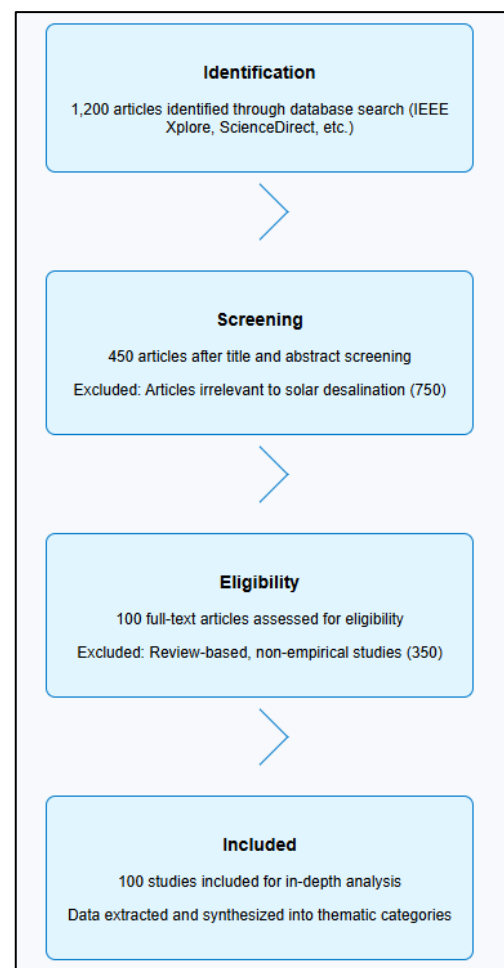 Identification
1,200 articles identified through database search (IEEE
Xplore, ScienceDirect, etc.)
Screening
450 articles after title and abstract screening
Excluded: Articles irrelevant to solar desalination (750)
Eligibility
100 full-text articles assessed for eligibility
Excluded: Review-based, non-empirical studies (350)
Included
100 studies included for in-depth analysis
Data extracted and synthesized into thematic categories